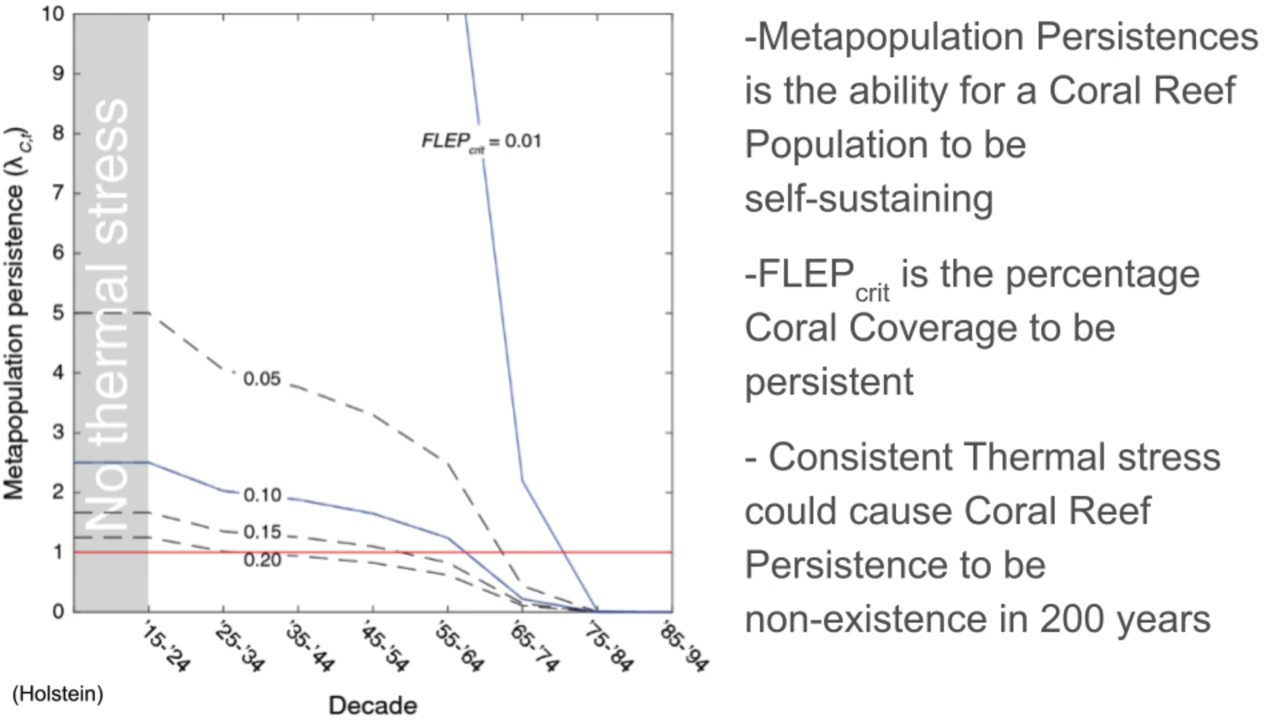 10
9
8
7
6
5
4
3
2
1
0
Metapopulation persistence (λC,t)
No thermal stress
FLEPcrit = 0.01
0.05
0.10
0.15
0.20
'15-'24
'25-'34
'35-'44
'45-'54
'55-'64
'65-'74
'75-'84
'85-'94
Decade
(Holstein)
-Metapopulation Persistences
is the ability for a Coral Reef
Population to be
self-sustaining
-FLEPcrit is the percentage
Coral Coverage to be
persistent
- Consistent Thermal stress
could cause Coral Reef
Persistence to be
non-existence in 200 years